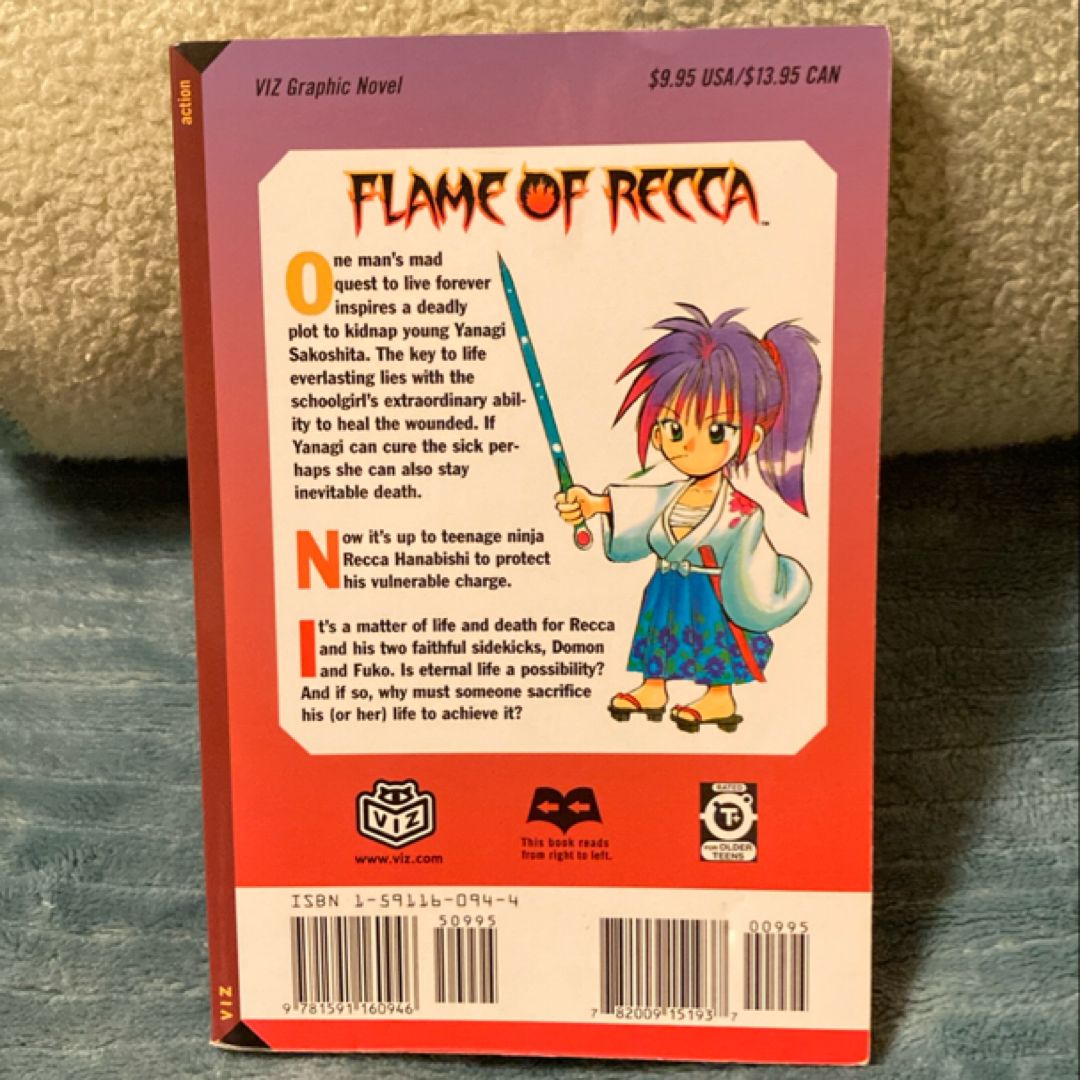 action
VIZ Graphic Novel
$9.95 USA/$13.95 CAN
FLAME OF RECCA™
One man's mad
quest to live forever
inspires a deadly
plot to kidnap young Yanagi
Sakoshita. The key to life
everlasting lies with the
schoolgirl's extraordinary abil-
ity to heal the wounded. If
Yanagi can cure the sick per-
haps she can also stay
inevitable death.
Now it's up to teenage ninja
Recca Hanabishi to protect
his vulnerable charge.
It's a matter of life and death for Recca
and his two faithful sidekicks, Domon
and Fuko. Is eternal life a possibility?
And if so, why must someone sacrifice
his (or her) life to achieve it?
VIZ
www.viz.com
This book reads
from right to left.
RATED
T+
FOR OLDER
TEENS
ISBN 1-59116-094-4
50995
00995
9 781591 160946
7 82009 15193 7
VIZ